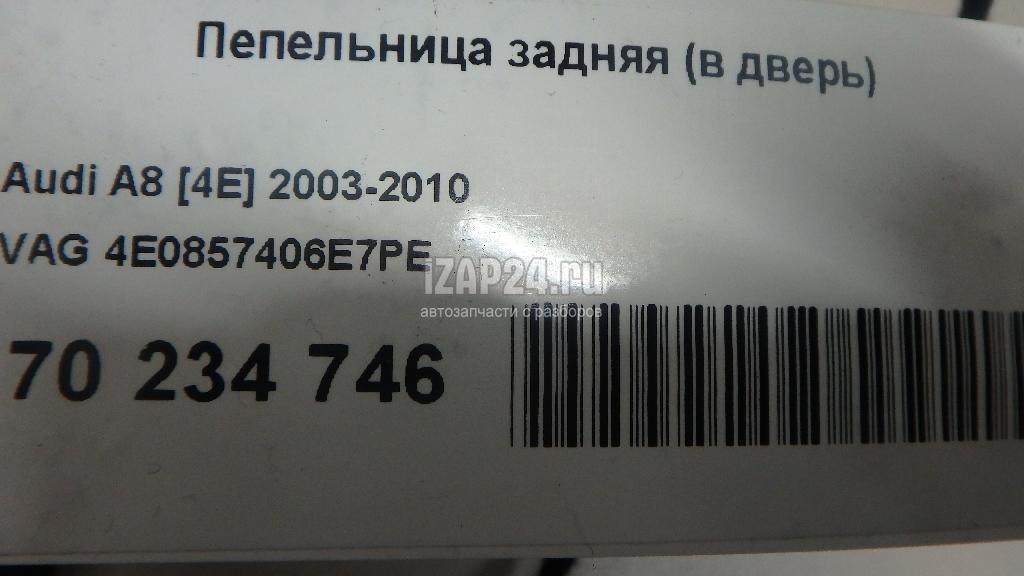 Пепельница задняя (в дверь)
Audi A8 [4E] 2003-2010
VAG 4E0857406E7PE
iZAP24.ru
автозапчасти с разборов
70 234 746